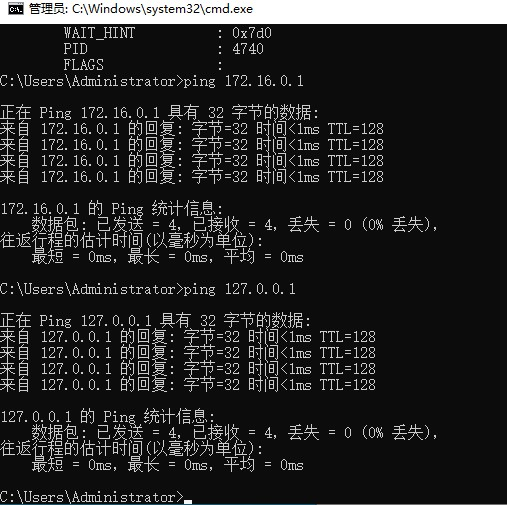 管理员: C:\Windows\system32\cmd.exe
WAIT_HINT : 0x7d0
PID : 4740
FLAGS :
C:\Users\Administrator>ping 172.16.0.1
正在 Ping 172.16.0.1 具有 32 字节的数据:
来自 172.16.0.1 的回复: 字节=32 时间<1ms TTL=128
来自 172.16.0.1 的回复: 字节=32 时间<1ms TTL=128
来自 172.16.0.1 的回复: 字节=32 时间<1ms TTL=128
来自 172.16.0.1 的回复: 字节=32 时间<1ms TTL=128
172.16.0.1 的 Ping 统计信息:
数据包: 已发送 = 4，已接收 = 4，丢失 = 0 (0% 丢失)，
往返行程的估计时间(以毫秒为单位):
最短 = 0ms，最长 = 0ms，平均 = 0ms
C:\Users\Administrator>ping 127.0.0.1
正在 Ping 127.0.0.1 具有 32 字节的数据:
来自 127.0.0.1 的回复: 字节=32 时间<1ms TTL=128
来自 127.0.0.1 的回复: 字节=32 时间<1ms TTL=128
来自 127.0.0.1 的回复: 字节=32 时间<1ms TTL=128
来自 127.0.0.1 的回复: 字节=32 时间<1ms TTL=128
127.0.0.1 的 Ping 统计信息:
数据包: 已发送 = 4，已接收 = 4，丢失 = 0 (0% 丢失)，
往返行程的估计时间(以毫秒为单位):
最短 = 0ms，最长 = 0ms，平均 = 0ms
C:\Users\Administrator>